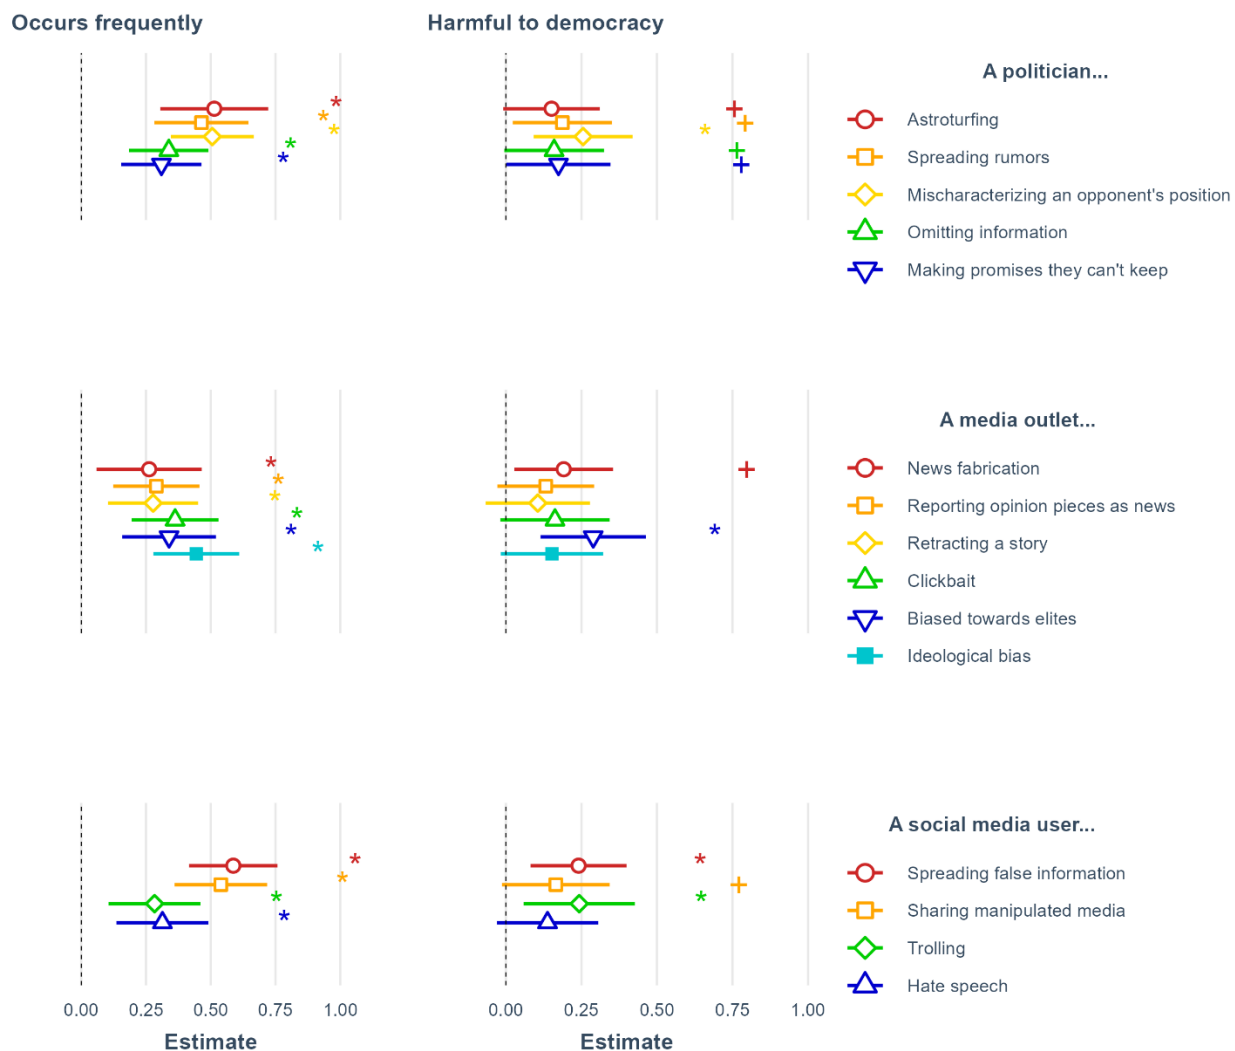 Occurs frequently
Harmful to democracy
A politician...
Astroturfing
Spreading rumors
Mischaracterizing an opponent's position
Omitting information
Making promises they can't keep
A media outlet...
News fabrication
Reporting opinion pieces as news
Retracting a story
Clickbait
Biased towards elites
Ideological bias
A social media user...
Spreading false information
Sharing manipulated media
Trolling
Hate speech
0.00 0.25 0.50 0.75 1.00
0.00 0.25 0.50 0.75 1.00
Estimate
Estimate